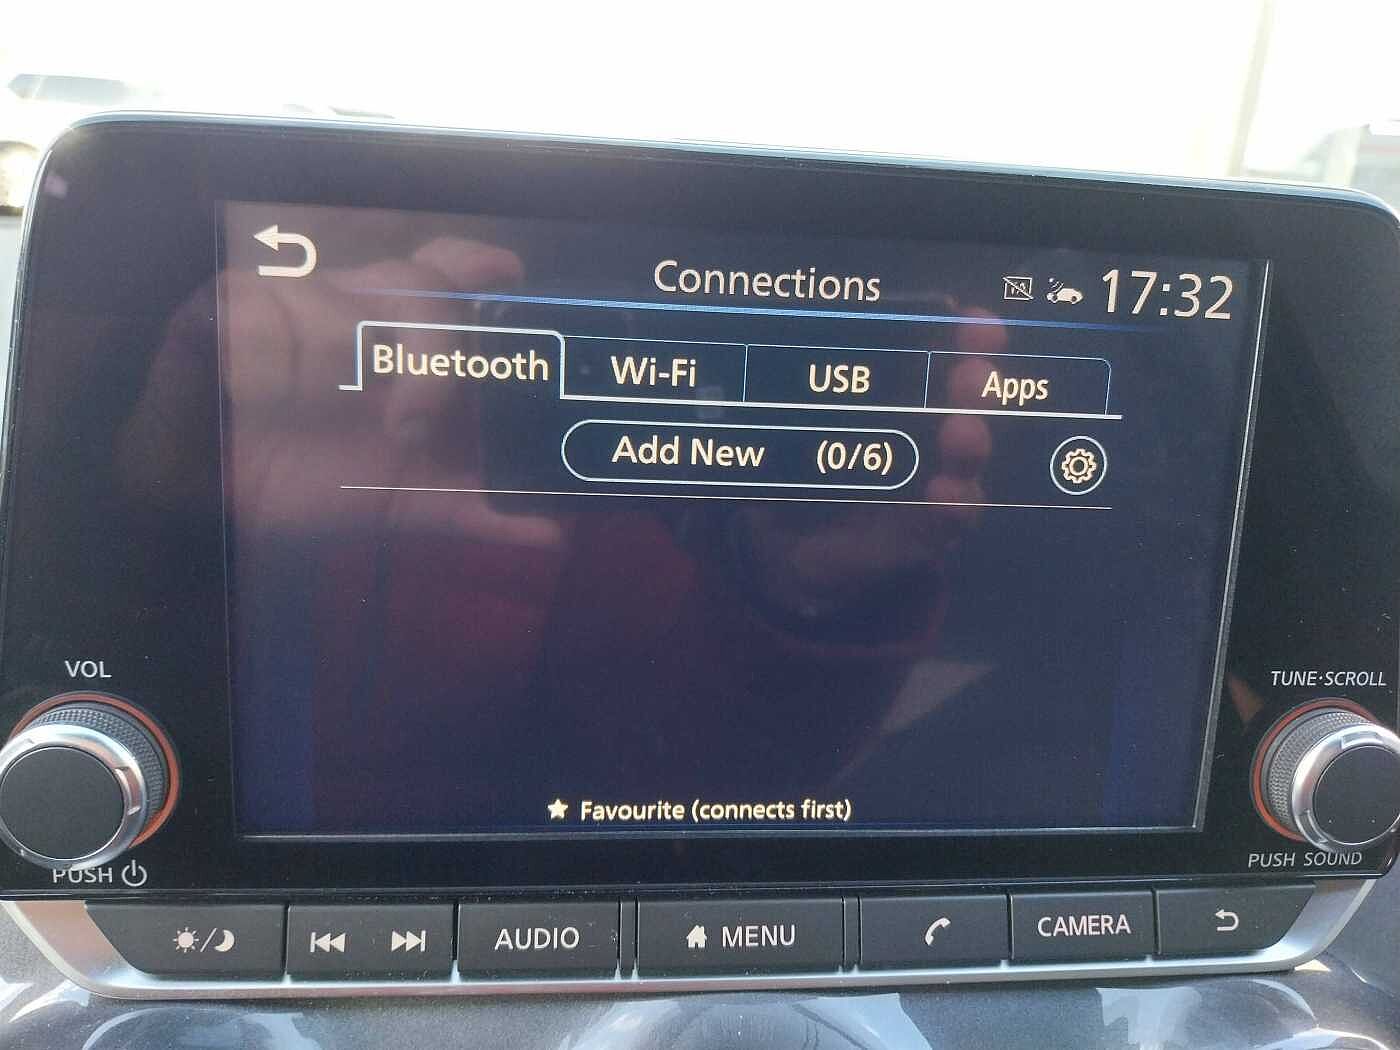 Connections
17:32
Bluetooth Wi-Fi USB Apps
Add New (0/6)
VOL
TUNE·SCROLL
★ Favourite (connects first)
PUSH
PUSH SOUND
AUDIO MENU CAMERA